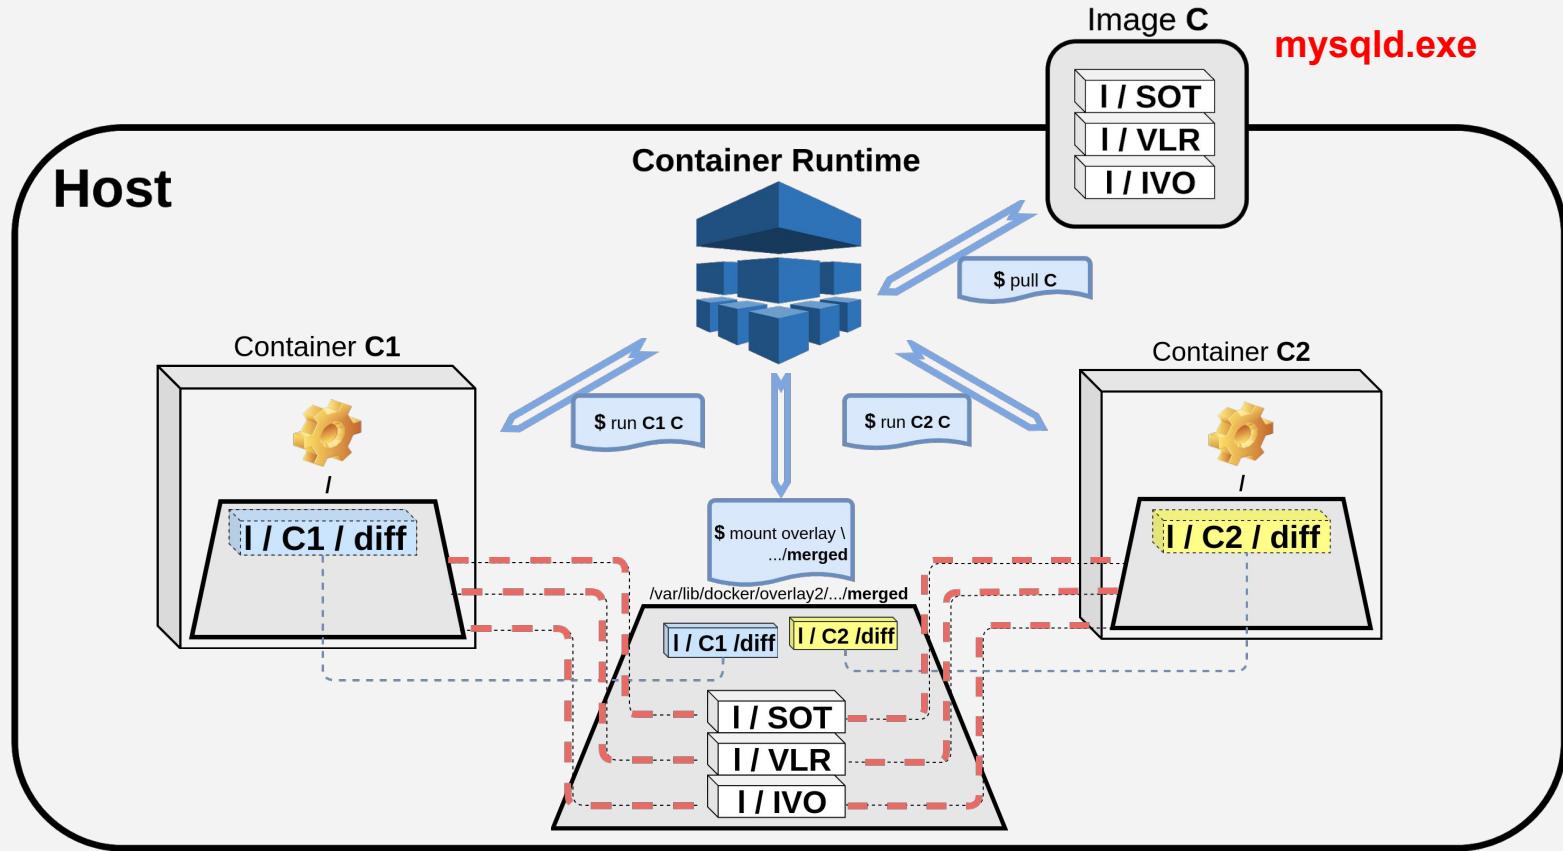 Image C
mysqld.exe
l / SOT
l / VLR
l / IVO
Host
Container Runtime
$ pull C
Container C1
Container C2
$ run C1 C
$ run C2 C
/
/
l / C1 / diff
l / C2 / diff
$ mount overlay \
.../merged
/var/lib/docker/overlay2/.../merged
l / C1 /diff
l / C2 /diff
l / SOT
l / VLR
l / IVO